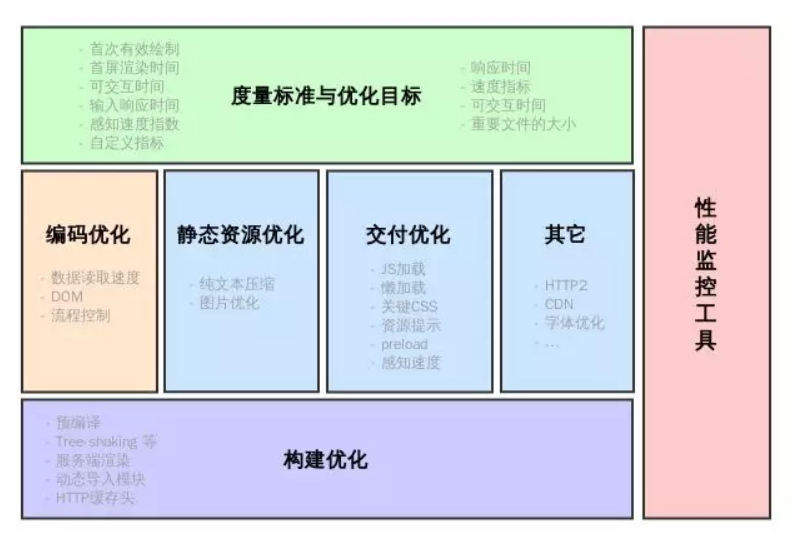 - 首次有效绘制
- 首屏渲染时间
- 可交互时间
- 输入响应时间
- 感知速度指数
- 自定义指标
度量标准与优化目标
- 响应时间
- 速度指标
- 可交互时间
- 重要文件的大小
编码优化
- 数据读取速度
- DOM
- 流程控制
静态资源优化
- 纯文本压缩
- 图片优化
交付优化
- JS加载
- 懒加载
- 关键CSS
- 资源提示
- preload
- 感知速度
其它
- HTTP2
- CDN
- 字体优化
- ...
- 预编译
- Tree-shaking 等
- 服务端渲染
- 动态导入模块
- HTTP缓存头
构建优化
性能监控工具